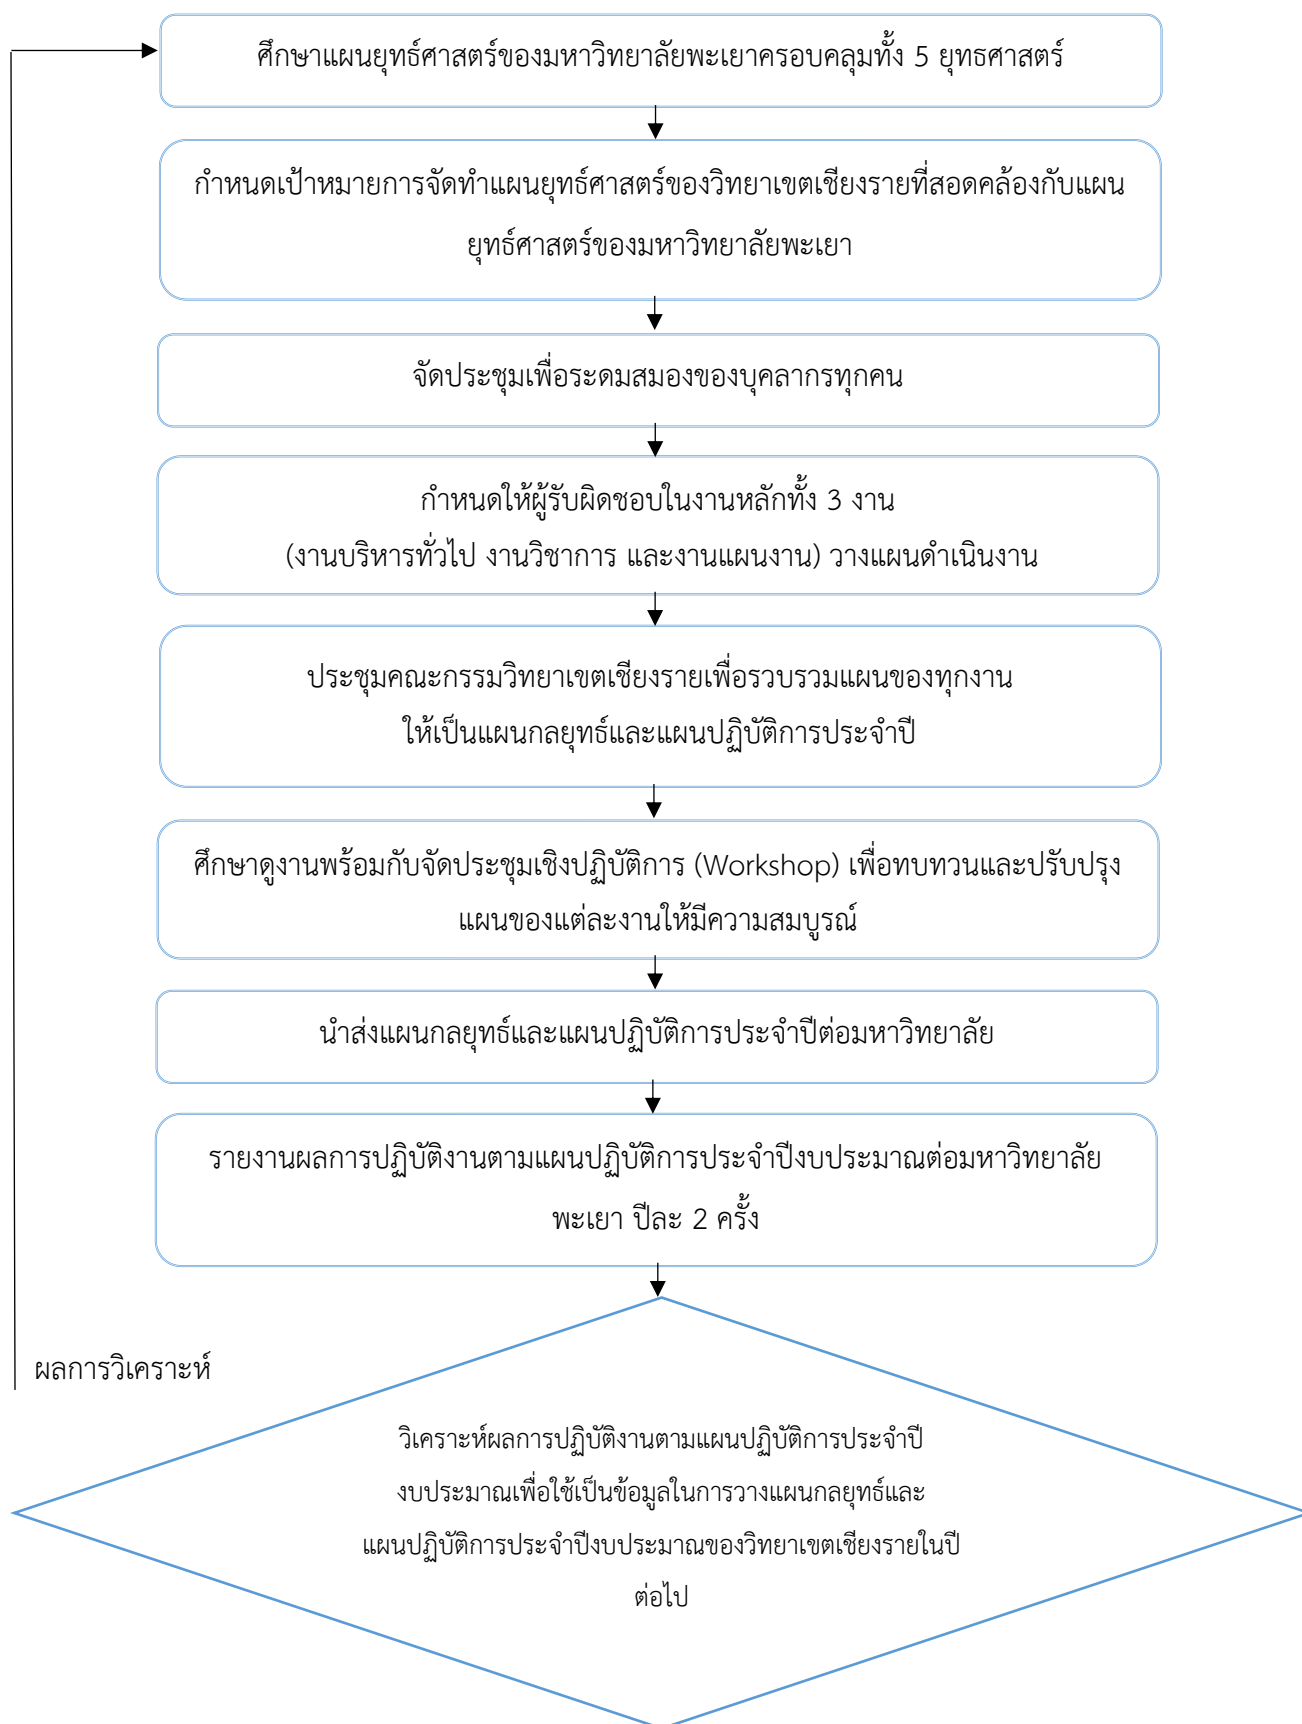 ศึกษาแผนยุทธ์ศาสตร์ของมหาวิทยาลัยพะเยาครอบคลุมทั้ง 5 ยุทธศาสตร์
กำหนดเป้าหมายการจัดทำแผนยุทธ์ศาสตร์ของวิทยาเขตเชียงรายที่สอดคล้องกับแผน
ยุทธ์ศาสตร์ของมหาวิทยาลัยพะเยา
จัดประชุมเพื่อระดมสมองของบุคลากรทุกคน
กำหนดให้ผู้รับผิดชอบในงานหลักทั้ง 3 งาน
(งานบริหารทั่วไป งานวิชาการ และงานแผนงาน) วางแผนดำเนินงาน
ประชุมคณะกรรมวิทยาเขตเชียงรายเพื่อรวบรวมแผนของทุกงาน
ให้เป็นแผนกลยุทธ์และแผนปฏิบัติการประจำปี
ศึกษาดูงานพร้อมกับจัดประชุมเชิงปฏิบัติการ (Workshop) เพื่อทบทวนและปรับปรุง
แผนของแต่ละงานให้มีความสมบูรณ์
นำส่งแผนกลยุทธ์และแผนปฏิบัติการประจำปีต่อมหาวิทยาลัย
รายงานผลการปฏิบัติงานตามแผนปฏิบัติการประจำปีงบประมาณต่อมหาวิทยาลัย
พะเยา ปีละ 2 ครั้ง
ผลการวิเคราะห์
วิเคราะห์ผลการปฏิบัติงานตามแผนปฏิบัติการประจำปี
งบประมาณเพื่อใช้เป็นข้อมูลในการวางแผนกลยุทธ์และ
แผนปฏิบัติการประจำปีงบประมาณของวิทยาเขตเชียงรายในปี
ต่อไป